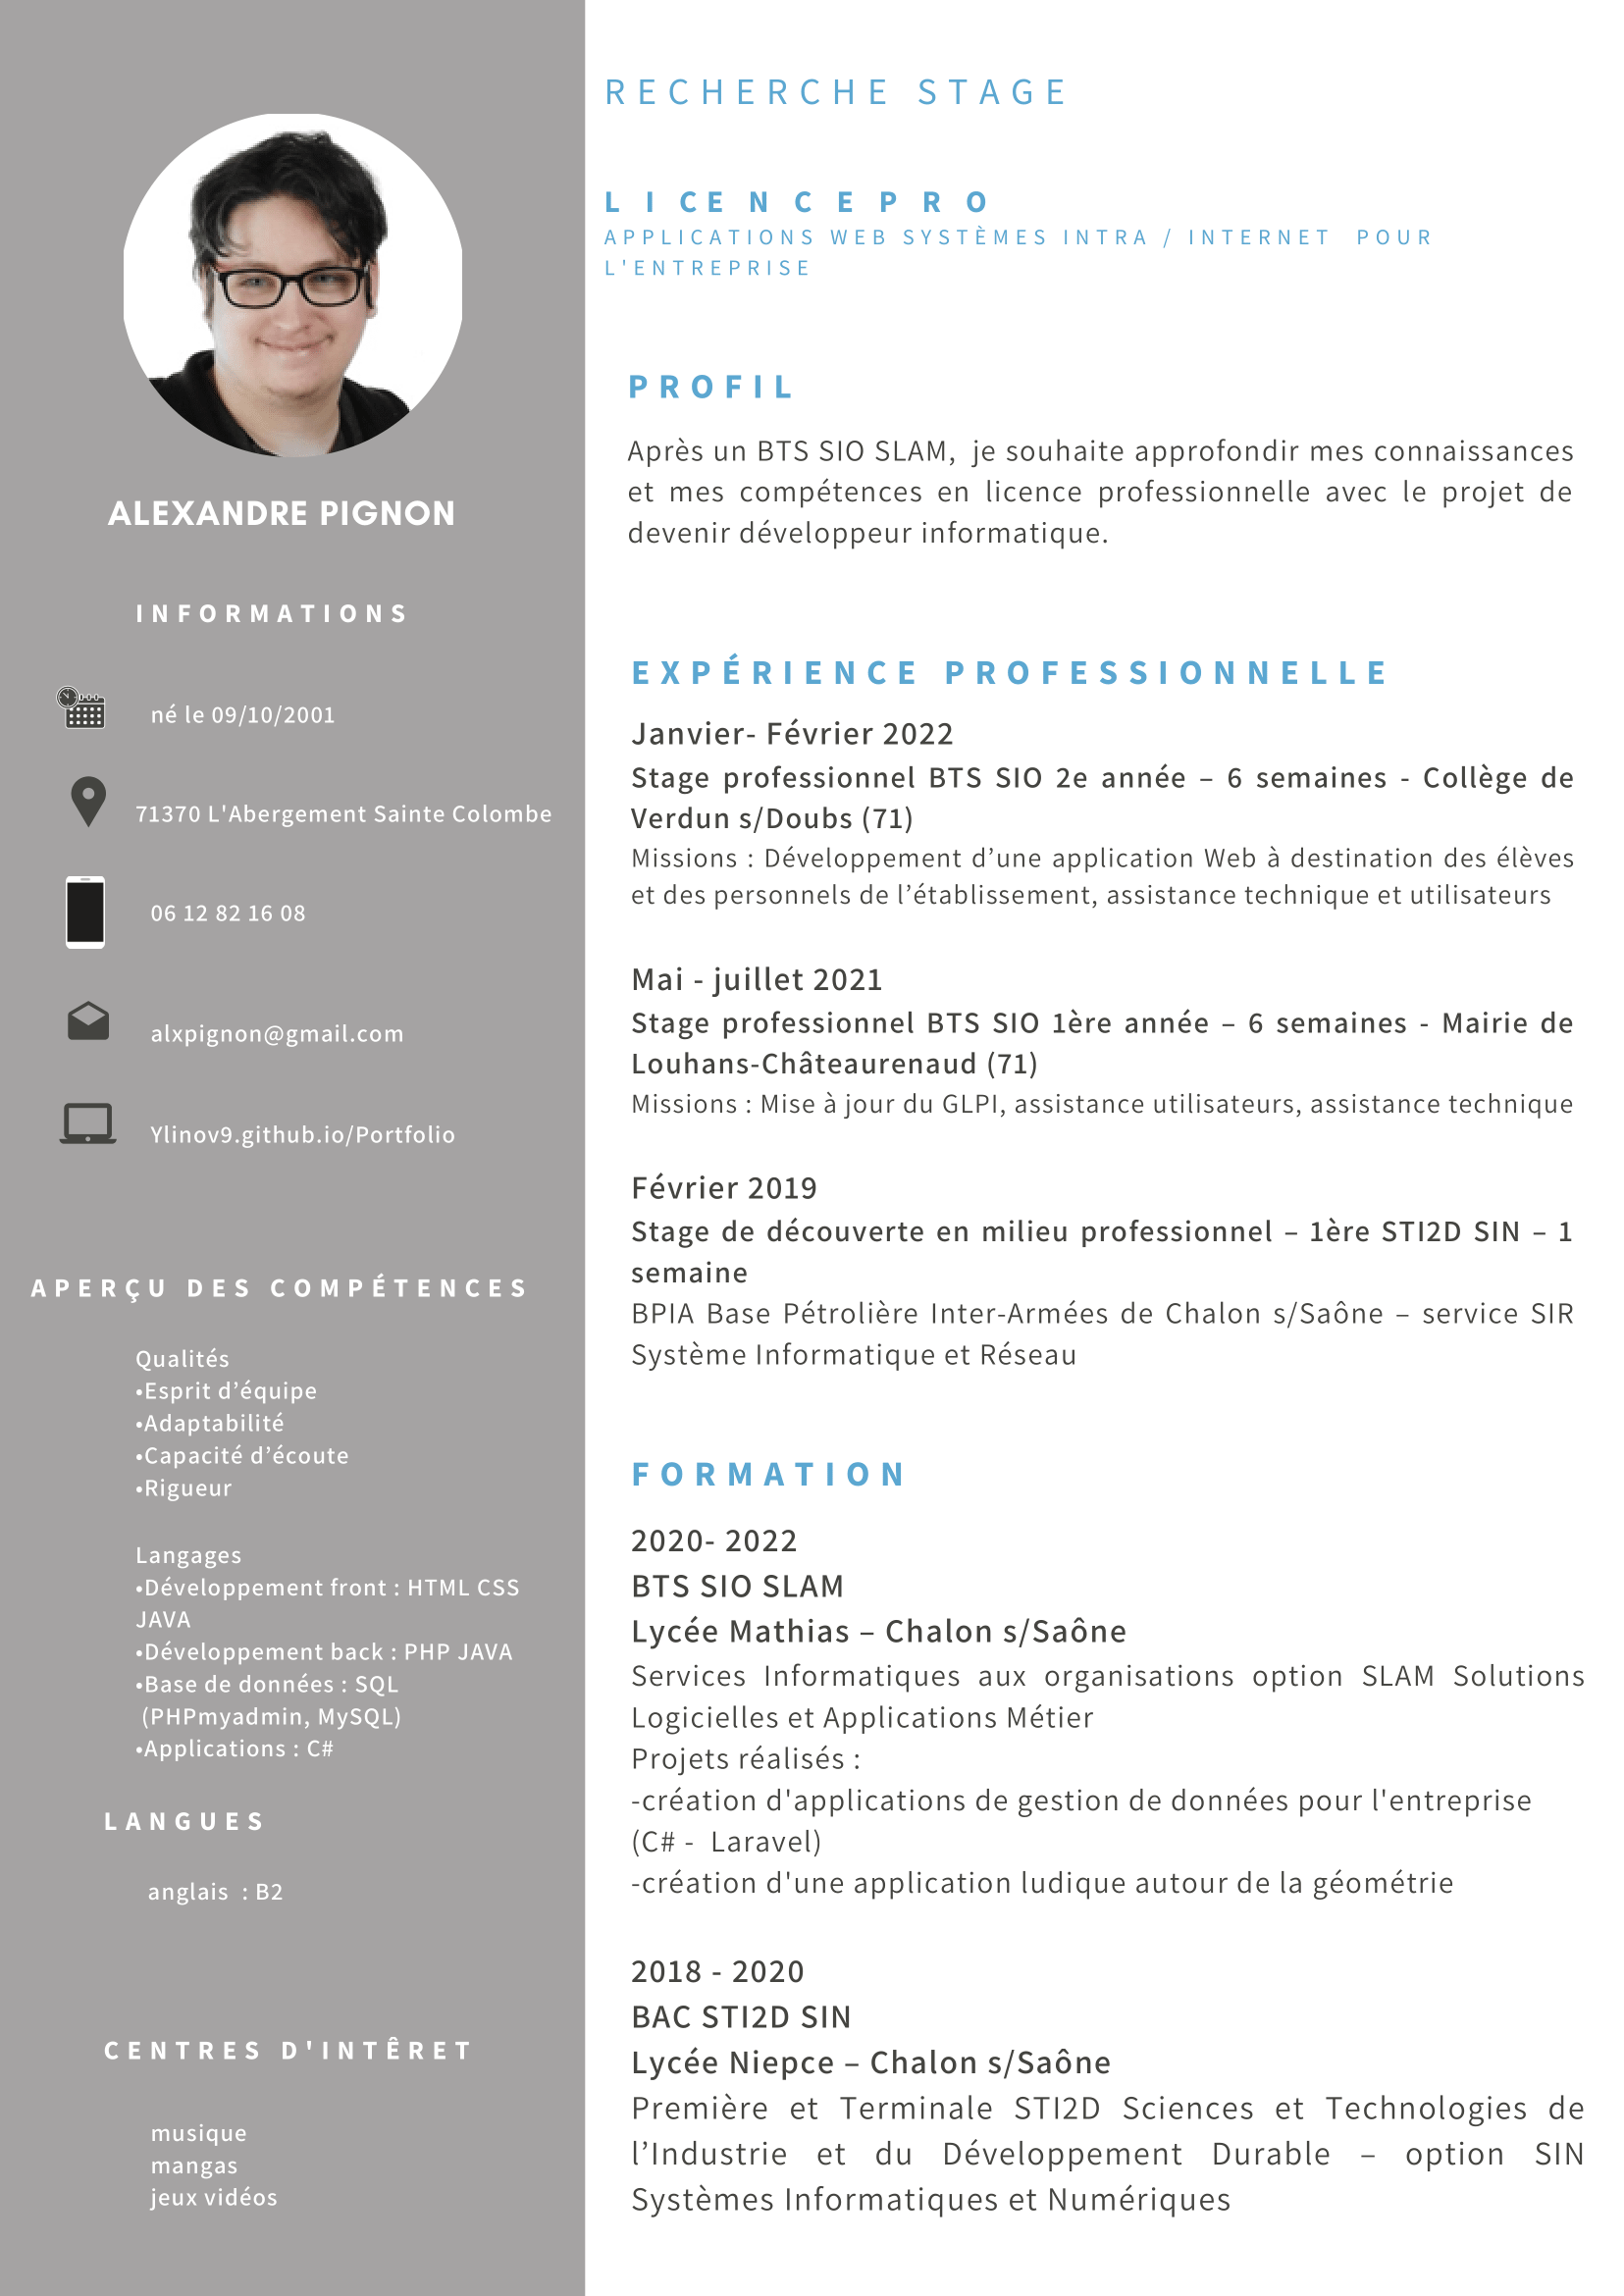 ALEXANDRE PIGNON
INFORMATIONS
né le 09/10/2001
71370 L'Abergement Sainte Colombe
06 12 82 16 08
alxpignon@gmail.com
Ylinov9.github.io/Portfolio
APERÇU DES COMPÉTENCES
Qualités
•Esprit d’équipe
•Adaptabilité
•Capacité d’écoute
•Rigueur
Langages
•Développement front : HTML CSS
JAVA
•Développement back : PHP JAVA
•Base de données : SQL
(PHPmyadmin, MySQL)
•Applications : C#
LANGUES
anglais : B2
CENTRES D'INTÊRET
musique
mangas
jeux vidéos
RECHERCHE STAGE
LICENCEPRO
APPLICATIONS WEB SYSTÈMES INTRA / INTERNET POUR
L'ENTREPRISE
PROFIL
Après un BTS SIO SLAM, je souhaite approfondir mes connaissances
et mes compétences en licence professionnelle avec le projet de
devenir développeur informatique.
EXPÉRIENCE PROFESSIONNELLE
Janvier- Février 2022
Stage professionnel BTS SIO 2e année – 6 semaines - Collège de
Verdun s/Doubs (71)
Missions : Développement d’une application Web à destination des élèves
et des personnels de l’établissement, assistance technique et utilisateurs
Mai - juillet 2021
Stage professionnel BTS SIO 1ère année – 6 semaines - Mairie de
Louhans-Châteaurenaud (71)
Missions : Mise à jour du GLPI, assistance utilisateurs, assistance technique
Février 2019
Stage de découverte en milieu professionnel – 1ère STI2D SIN – 1
semaine
BPIA Base Pétrolière Inter-Armées de Chalon s/Saône – service SIR
Système Informatique et Réseau
FORMATION
2020- 2022
BTS SIO SLAM
Lycée Mathias – Chalon s/Saône
Services Informatiques aux organisations option SLAM Solutions
Logicielles et Applications Métier
Projets réalisés :
-création d'applications de gestion de données pour l'entreprise
(C# - Laravel)
-création d'une application ludique autour de la géométrie
2018 - 2020
BAC STI2D SIN
Lycée Niepce – Chalon s/Saône
Première et Terminale STI2D Sciences et Technologies de
l’Industrie et du Développement Durable – option SIN
Systèmes Informatiques et Numériques